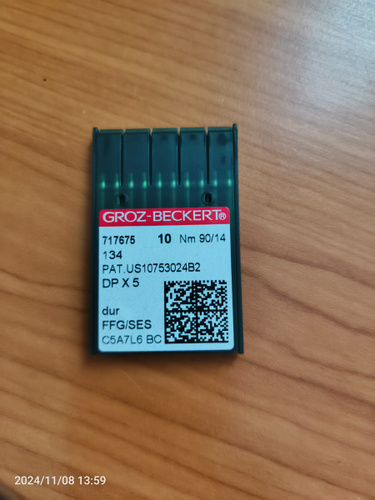 GROZ-BECKERT®
717675 10 Nm 90/14
134
PAT.US10753024B2
DP X 5
dur
FFG/SES
C5A7L6 BC
2024/11/08 13:59